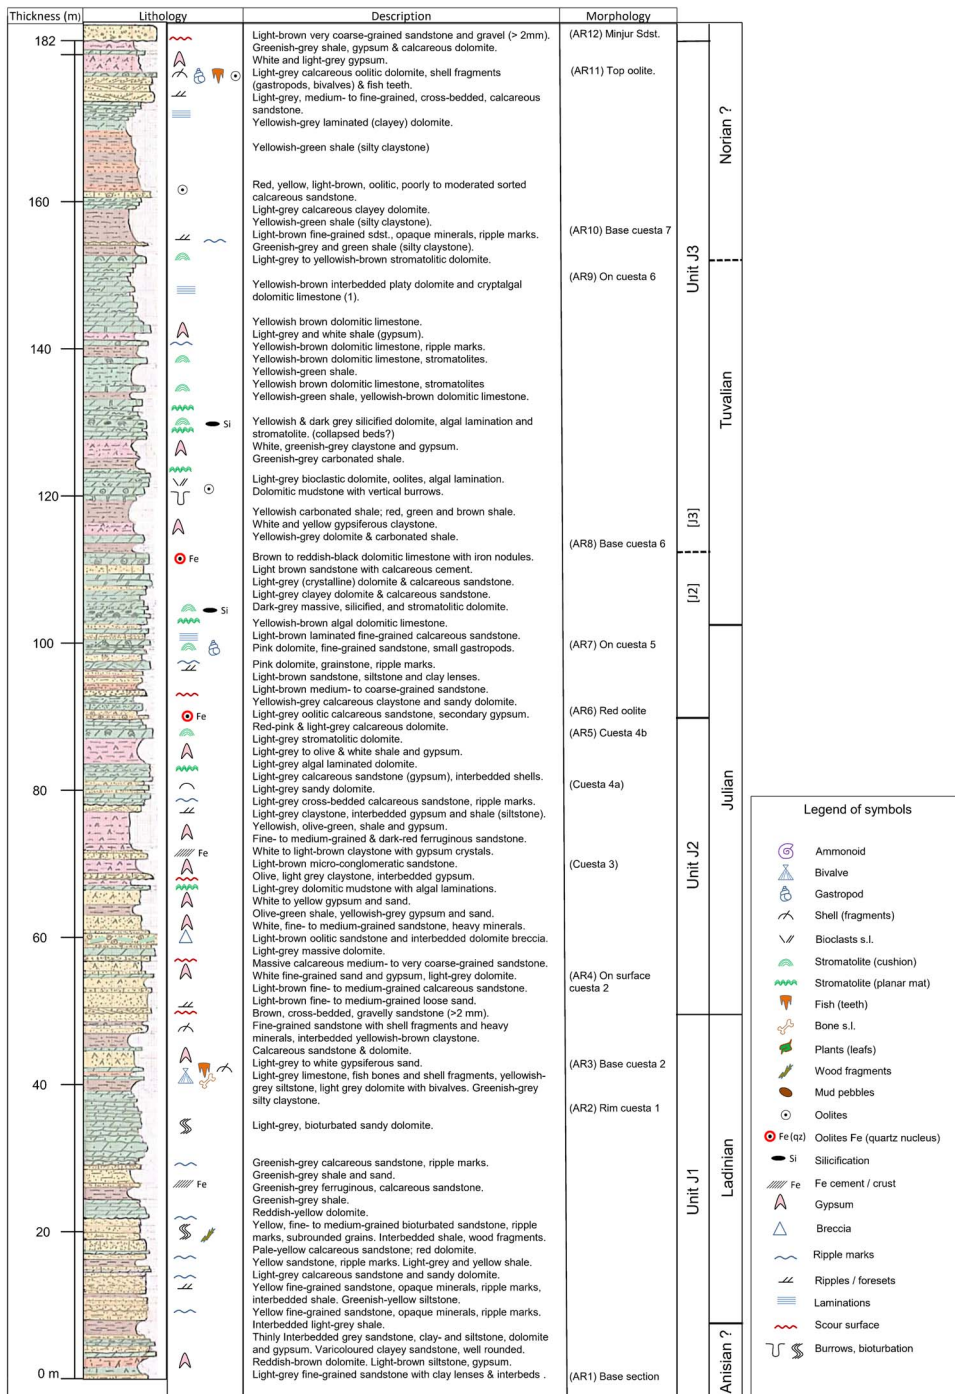 Thickness (m)
Lithology
Description
Morphology
182
160
140
120
100
80
60
40
20
0 m
Fe
Si
Fe
Si
Fe
Fe
Fe
Light-brown very coarse-grained sandstone and gravel (> 2mm).
Greenish-grey shale, gypsum & calcareous dolomite.
White and light-grey gypsum.
Light-grey calcareous oolitic dolomite, shell fragments
(gastropods, bivalves) & fish teeth.
Light-grey, medium- to fine-grained, cross-bedded, calcareous
sandstone.
Yellowish-grey laminated (clayey) dolomite.
Yellowish-green shale (silty claystone)
Red, yellow, light-brown, oolitic, poorly to moderated sorted
calcareous sandstone.
Light-grey calcareous clayey dolomite.
Yellowish-green shale (silty claystone).
Light-brown fine-grained sdst., opaque minerals, ripple marks.
Greenish-grey and green shale (silty claystone).
Light-grey to yellowish-brown stromatolitic dolomite.
Yellowish-brown interbedded platy dolomite and cryptalgal
dolomitic limestone (1).
Yellowish brown dolomitic limestone.
Light-grey and white shale (gypsum).
Yellowish-brown dolomitic limestone, ripple marks.
Yellowish-brown dolomitic limestone, stromatolites.
Yellowish-green shale.
Yellowish brown dolomitic limestone, stromatolites
Yellowish-green shale, yellowish-brown dolomitic limestone.
Yellowish & dark grey silicified dolomite, algal lamination and
stromatolite. (collapsed beds?)
White, greenish-grey claystone and gypsum.
Greenish-grey carbonated shale.
Light-grey bioclastic dolomite, oolites, algal lamination.
Dolomitic mudstone with vertical burrows.
Yellowish carbonated shale; red, green and brown shale.
White and yellow gypsiferous claystone.
Yellowish-grey dolomite & carbonated shale.
Brown to reddish-black dolomitic limestone with iron nodules.
Light brown sandstone with calcareous cement.
Light-grey (crystalline) dolomite & calcareous sandstone.
Light-grey clayey dolomite & calcareous sandstone.
Dark-grey massive, silicified, and stromatolitic dolomite.
Yellowish-brown algal dolomitic limestone.
Light-brown laminated fine-grained calcareous sandstone.
Pink dolomite, fine-grained sandstone, small gastropods.
Pink dolomite, grainstone, ripple marks.
Light-brown sandstone, siltstone and clay lenses.
Light-brown medium- to coarse-grained sandstone.
Yellowish-grey calcareous claystone and sandy dolomite.
Light-grey oolitic calcareous sandstone, secondary gypsum.
Red-pink & light-grey calcareous dolomite.
Light-grey stromatolitic dolomite.
Light-grey to olive & white shale and gypsum.
Light-grey algal laminated dolomite.
Light-grey calcareous sandstone (gypsum), interbedded shells.
Light-grey sandy dolomite.
Light-grey cross-bedded calcareous sandstone, ripple marks.
Light-grey claystone, interbedded gypsum and shale (siltstone).
Yellowish, olive-green, shale and gypsum.
Fine- to medium-grained & dark-red ferruginous sandstone.
White to light-brown claystone with gypsum crystals.
Light-brown micro-conglomeratic sandstone.
Olive, light grey claystone, interbedded gypsum.
Light-grey dolomitic mudstone with algal laminations.
White to yellow gypsum and sand.
Olive-green shale, yellowish-grey gypsum and sand.
White, fine- to medium-grained sandstone, heavy minerals.
Light-brown oolitic sandstone and interbedded dolomite breccia.
Light-grey massive dolomite.
Massive calcareous medium- to very coarse-grained sandstone.
White fine-grained sand and gypsum, light-grey dolomite.
Light-brown fine- to medium-grained calcareous sandstone.
Light-brown fine- to medium-grained loose sand.
Brown, cross-bedded, gravelly sandstone (>2 mm).
Fine-grained sandstone with shell fragments and heavy
minerals, interbedded yellowish-brown claystone.
Calcareous sandstone & dolomite.
Light-grey to white gypsiferous sand.
Light-grey limestone, fish bones and shell fragments, yellowish-
grey siltstone, light grey dolomite with bivalves. Greenish-grey
silty claystone.
Light-grey, bioturbated sandy dolomite.
Greenish-grey calcareous sandstone, ripple marks.
Greenish-grey shale and sand.
Greenish-grey ferruginous, calcareous sandstone.
Greenish-grey shale.
Reddish-yellow dolomite.
Yellow, fine- to medium-grained bioturbated sandstone, ripple
marks, subrounded grains. Interbedded shale, wood fragments.
Pale-yellow calcareous sandstone; red dolomite.
Yellow sandstone, ripple marks. Light-grey and yellow shale.
Light-grey calcareous sandstone and sandy dolomite.
Yellow fine-grained sandstone, opaque minerals, ripple marks,
interbedded shale. Greenish-yellow siltstone.
Yellow fine-grained sandstone, opaque minerals, ripple marks.
Interbedded light-grey shale.
Thinly Interbedded grey sandstone, clay- and siltstone, dolomite
and gypsum. Varicoloured clayey sandstone, well rounded.
Reddish-brown dolomite. Light-brown siltstone, gypsum.
Light-grey fine-grained sandstone with clay lenses & interbeds .
(AR12) Minjur Sdst.
(AR11) Top oolite.
(AR10) Base cuesta 7
(AR9) On cuesta 6
(AR8) Base cuesta 6
(AR7) On cuesta 5
(AR6) Red oolite
(AR5) Cuesta 4b
(Cuesta 4a)
(Cuesta 3)
(AR4) On surface
cuesta 2
(AR3) Base cuesta 2
(AR2) Rim cuesta 1
(AR1) Base section
Unit J3
[J3]
[J2]
Unit J2
Unit J1
Norian ?
Tuvalian
Julian
Ladinian
Anisian ?
Legend of symbols
Ammonoid
Bivalve
Gastropod
Shell (fragments)
Bioclasts s.l.
Stromatolite (cushion)
Stromatolite (planar mat)
Fish (teeth)
Bone s.l.
Plants (leafs)
Wood fragments
Mud pebbles
Oolites
Fe (qz) Oolites Fe (quartz nucleus)
Si Silicification
Fe Fe cement / crust
Gypsum
Breccia
Ripple marks
Ripples / foresets
Laminations
Scour surface
Burrows, bioturbation